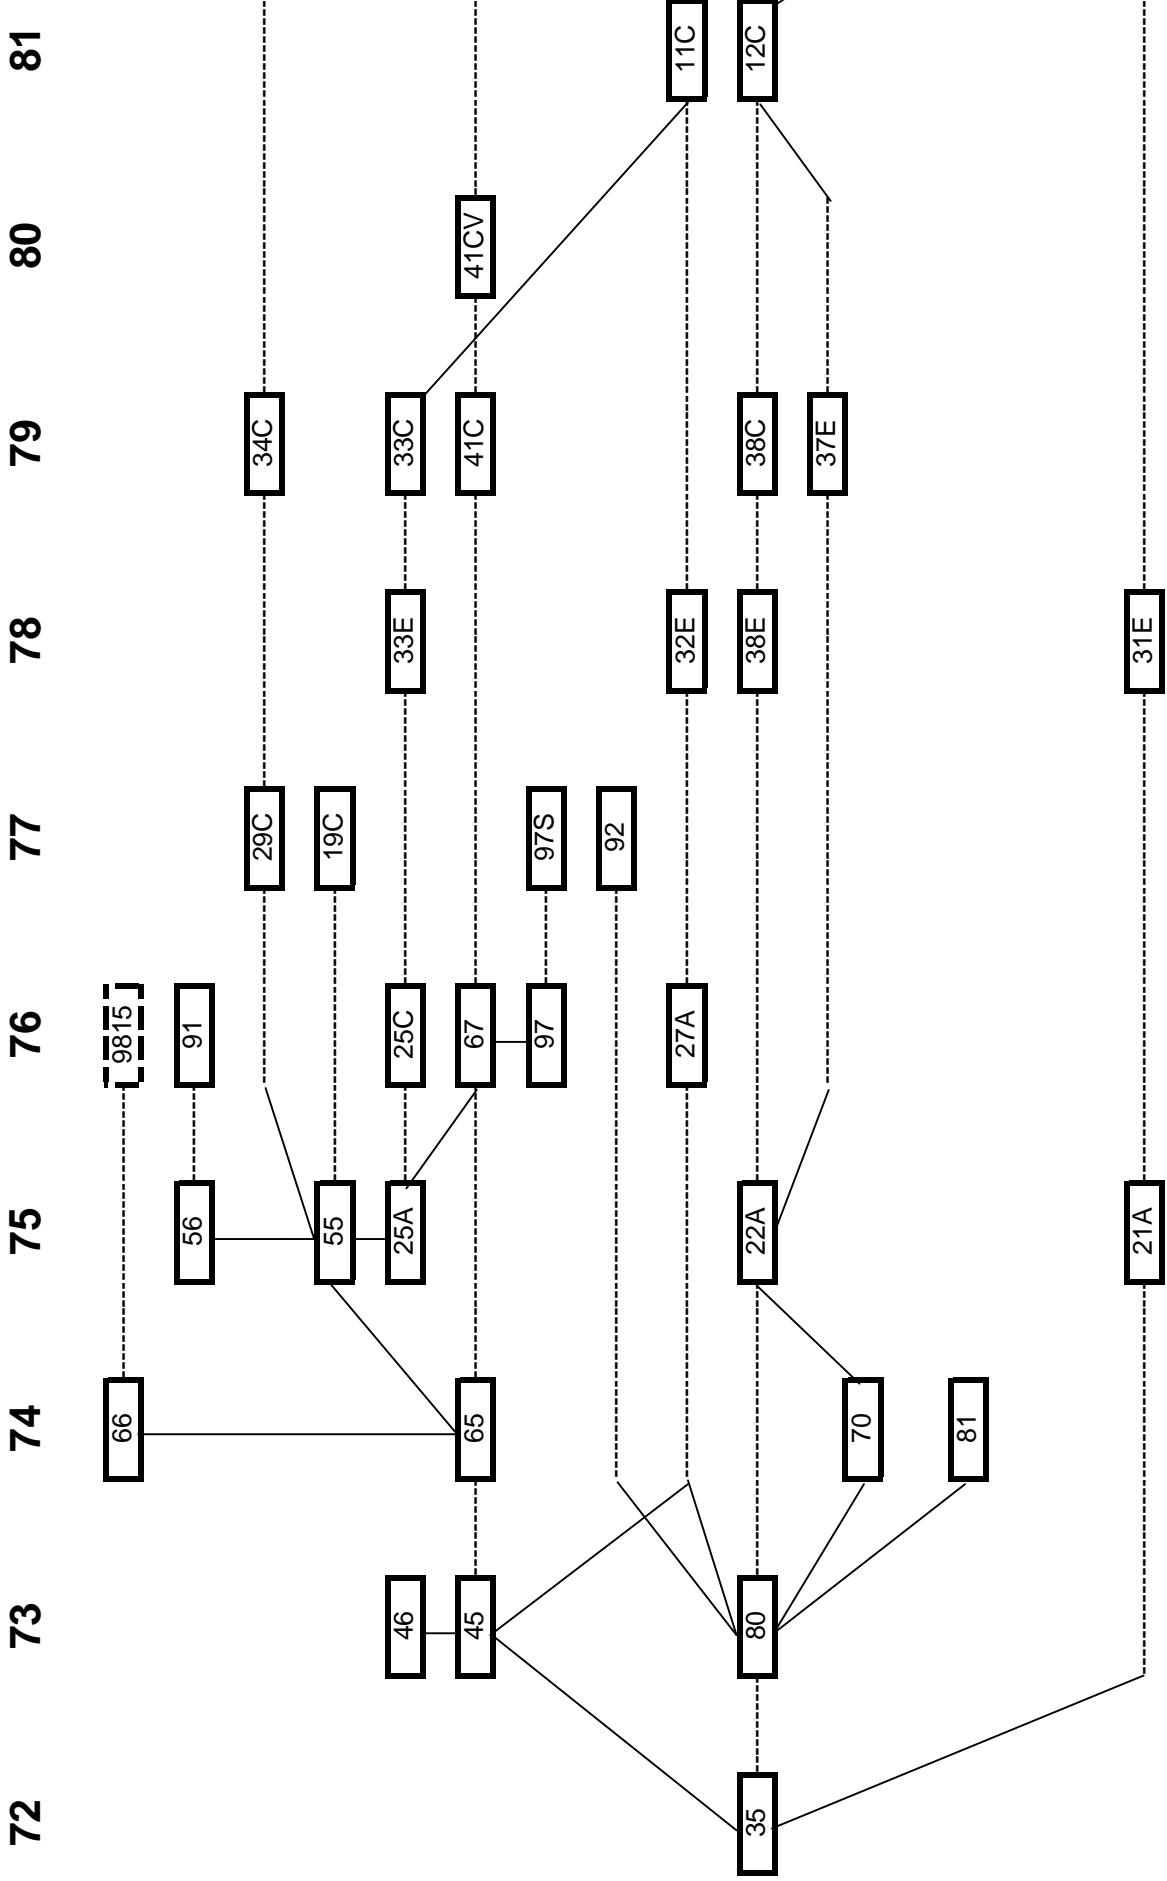 72 73 74 75 76 77 78 79 80 81
66 9815
56 91
29C 34C
55 19C
46 25A 25C 33E 33C
45 65 67 41C 41CV
97 97S
92
27A 32E 11C
35 80 22A 38E 38C 12C
37E
70
81
21A 31E